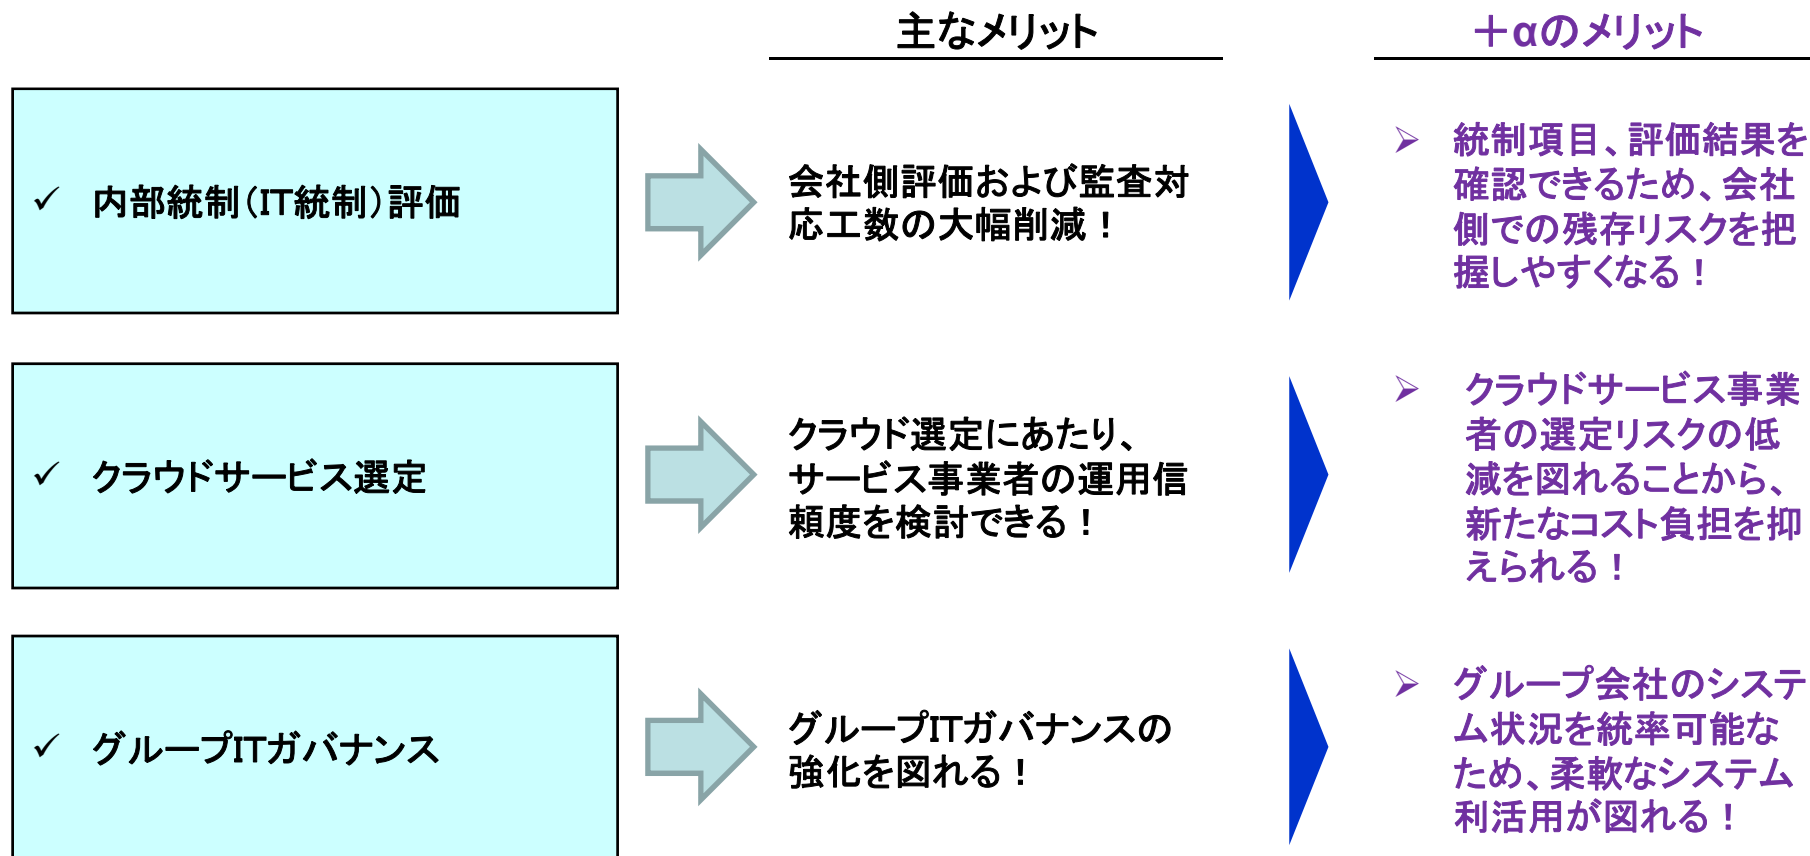 主なメリット
＋αのメリット
✓ 内部統制（IT統制）評価
会社側評価および監査対
応工数の大幅削減！
➢ 統制項目、評価結果を
確認できるため、会社
側での残存リスクを把
握しやすくなる！
✓ クラウドサービス選定
クラウド選定にあたり、
サービス事業者の運用信
頼度を検討できる！
➢ クラウドサービス事業
者の選定リスクの低
減を図れることから、
新たなコスト負担を抑
えられる！
✓ グループITガバナンス
グループITガバナンスの
強化を図れる！
➢ グループ会社のシステ
ム状況を統率可能な
ため、柔軟なシステム
利活用が図れる！